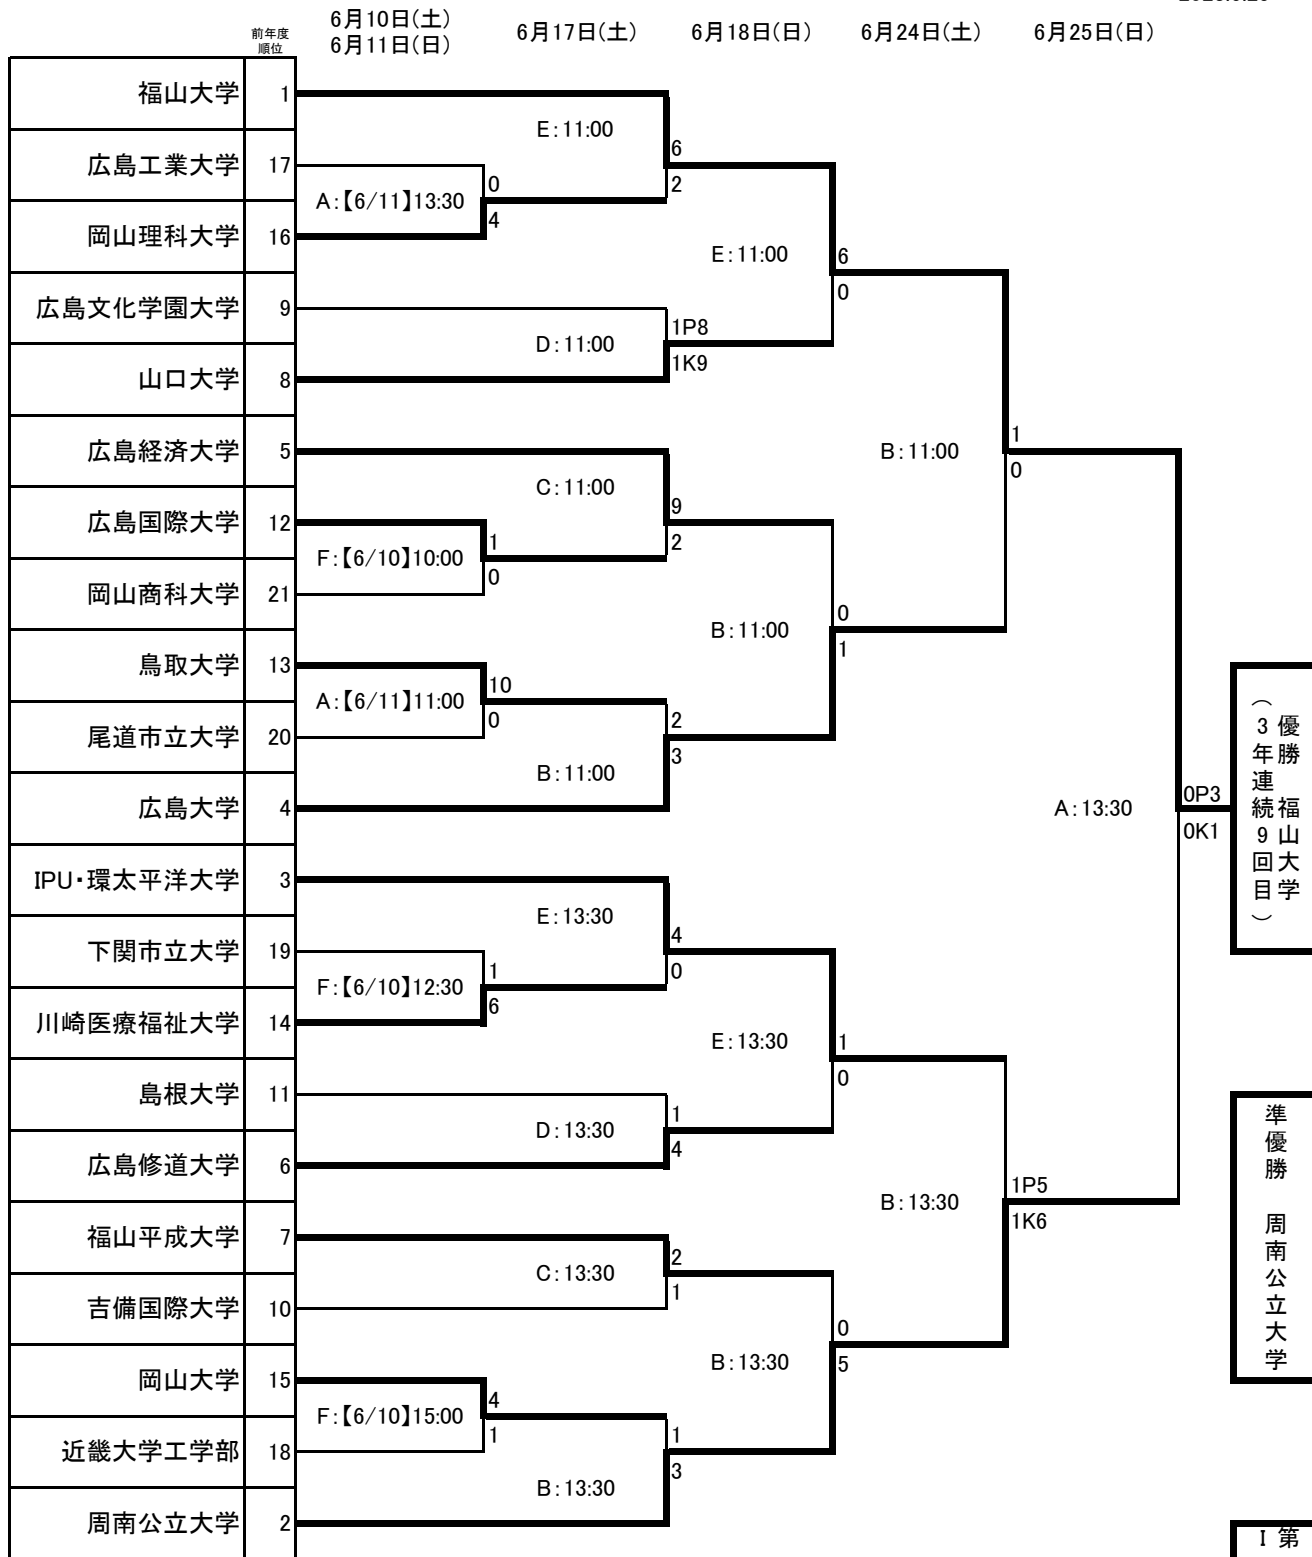 6月10日(土)
6月11日(日)
6月17日(土)
6月18日(日)
6月24日(土)
6月25日(日)
前年度
順位
福山大学 1
E:11:00
6
広島工業大学 17
0
2
A:【6/11】13:30
4
岡山理科大学 16
E:11:00
6
0
広島文化学園大学 9
1P8
D:11:00
1K9
山口大学 8
広島経済大学 5
1
B:11:00
0
C:11:00
9
広島国際大学 12
1
2
F:【6/10】10:00
0
岡山商科大学 21
0
B:11:00
1
鳥取大学 13
10
A:【6/11】11:00
0
2
尾道市立大学 20
3
B:11:00
広島大学 4
0P3
A:13:30
0K1
優勝 福山大学
(3年連続9回目)
IPU・環太平洋大学 3
E:13:30
4
下関市立大学 19
1
0
F:【6/10】12:30
6
川崎医療福祉大学 14
E:13:30
1
0
島根大学 11
1
D:13:30
4
広島修道大学 6
1P5
B:13:30
1K6
準優勝 周南公立大学
福山平成大学 7
2
C:13:30
1
吉備国際大学 10
0
B:13:30
5
岡山大学 15
4
F:【6/10】15:00
1
1
近畿大学工学部 18
3
B:13:30
周南公立大学 2
I 第